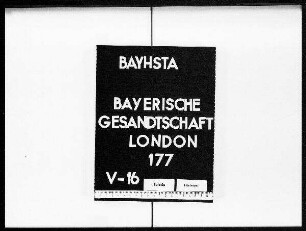 BAYHSTA
BAYERISCHE
GESANDTSCHAFT
LONDON
177
V-16